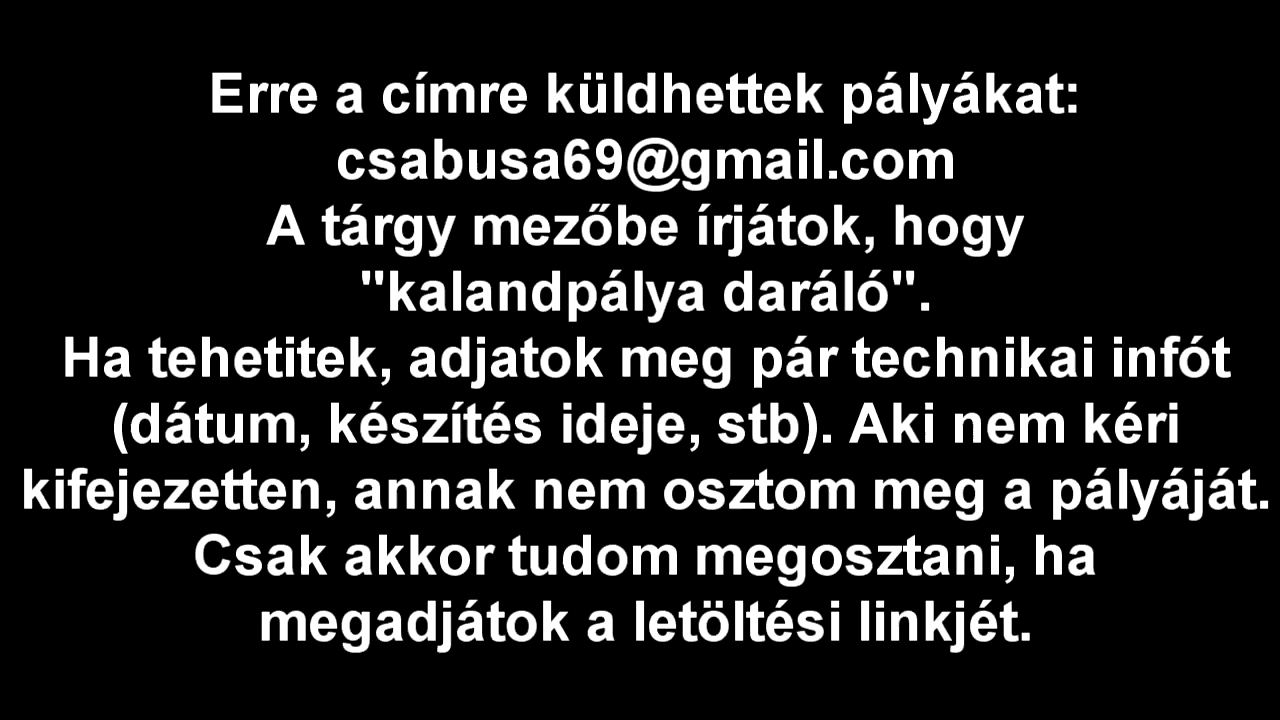 Erre a címre küldhettek pályákat:
csabusa69@gmail.com
A tárgy mezőbe írjátok, hogy
"kalandpálya daráló".
Ha tehetitek, adjatok meg pár technikai infót
(dátum, készítés ideje, stb). Aki nem kéri
kifejezetten, annak nem osztom meg a pályáját.
Csak akkor tudom megosztani, ha
megadjátok a letöltési linkjét.